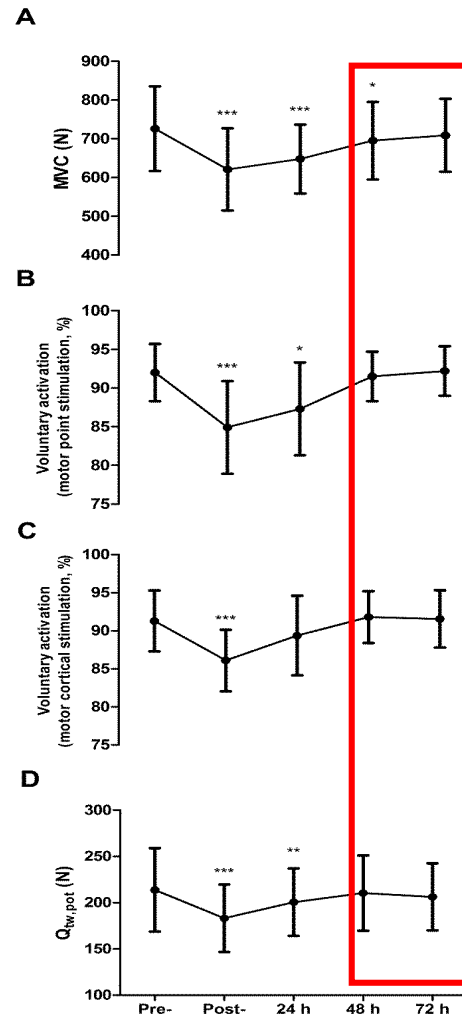 A
900
800
700
600
500
400
MVC (N)
***
***
*
B
100
95
90
85
80
75
Voluntary activation
(motor point stimulation, %)
***
*
C
100
95
90
85
80
75
Voluntary activation
(motor cortical stimulation, %)
***
D
300
250
200
150
100
Qtw,pot (N)
***
**
Pre- Post- 24 h 48 h 72 h